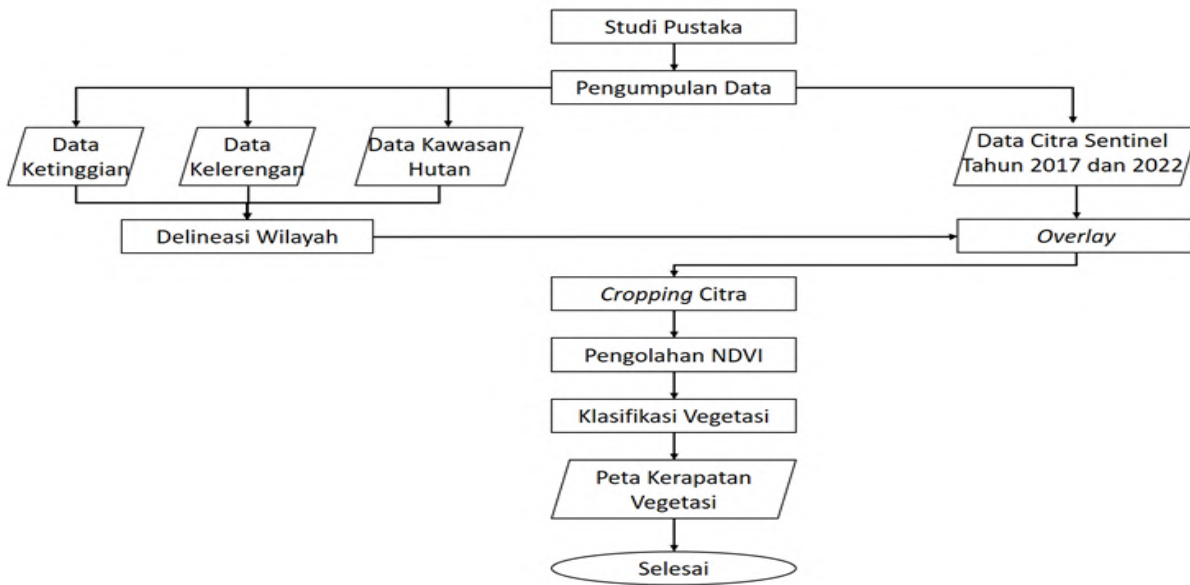 Studi Pustaka
Pengumpulan Data
Data
Ketinggian
Data
Kelerengan
Data Kawasan
Hutan
Data Citra Sentinel
Tahun 2017 dan 2022
Delineasi Wilayah
Overlay
Cropping Citra
Pengolahan NDVI
Klasifikasi Vegetasi
Peta Kerapatan
Vegetasi
Selesai